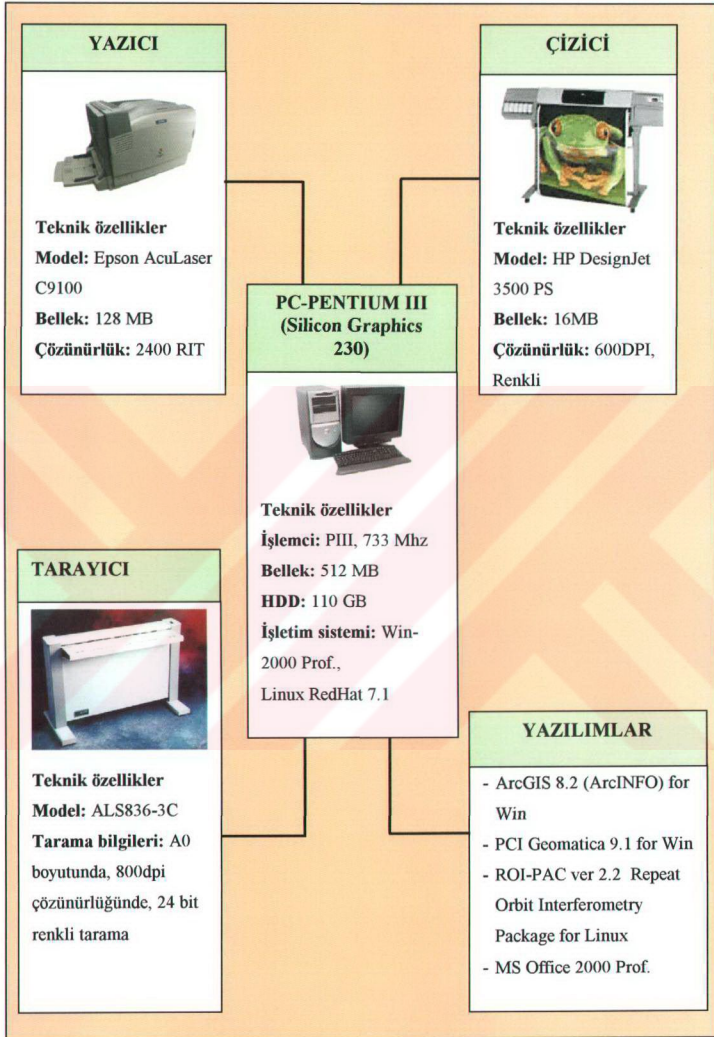 YAZICI
Teknik özellikler
Model: Epson AcuLaser
C9100
Bellek: 128 MB
Çözünürlük: 2400 RIT
ÇİZİCİ
Teknik özellikler
Model: HP DesignJet
3500 PS
Bellek: 16MB
Çözünürlük: 600DPI,
Renkli
PC-PENTIUM III
(Silicon Graphics
230)
Teknik özellikler
İşlemci: PIII, 733 Mhz
Bellek: 512 MB
HDD: 110 GB
İşletim sistemi: Win-
2000 Prof.,
Linux RedHat 7.1
TARAYICI
Teknik özellikler
Model: ALS836-3C
Tarama bilgileri: A0
boyutunda, 800dpi
çözünürlüğünde, 24 bit
renkli tarama
YAZILIMLAR
- ArcGIS 8.2 (ArcINFO) for
Win
- PCI Geomatica 9.1 for Win
- ROI-PAC ver 2.2 Repeat
Orbit Interferometry
Package for Linux
- MS Office 2000 Prof.